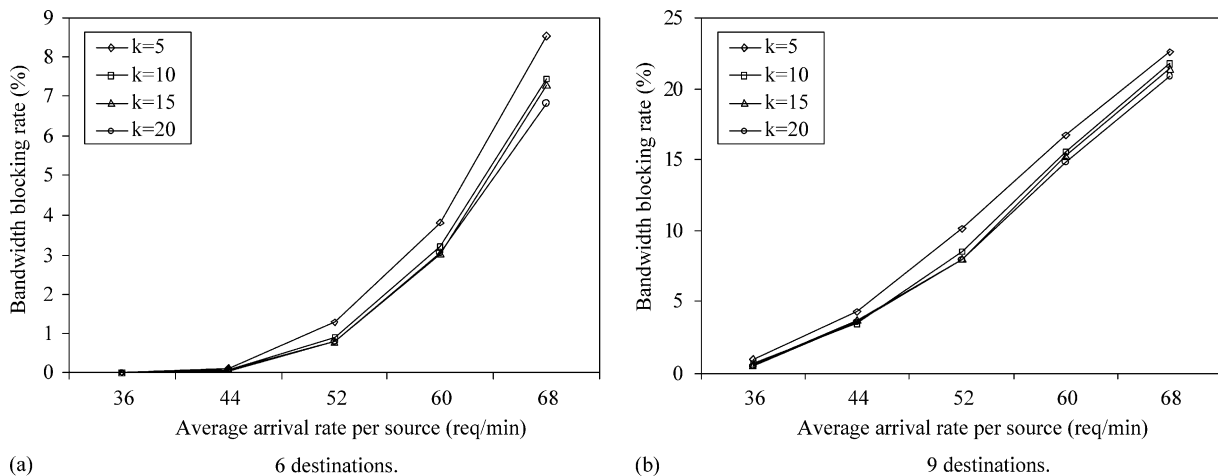 9
8
7
6
5
4
3
2
1
0
Bandwidth blocking rate (%)
k=5
k=10
k=15
k=20
36 44 52 60 68
Average arrival rate per source (req/min)
(a) 6 destinations.
25
20
15
10
5
0
Bandwidth blocking rate (%)
k=5
k=10
k=15
k=20
36 44 52 60 68
Average arrival rate per source (req/min)
(b) 9 destinations.